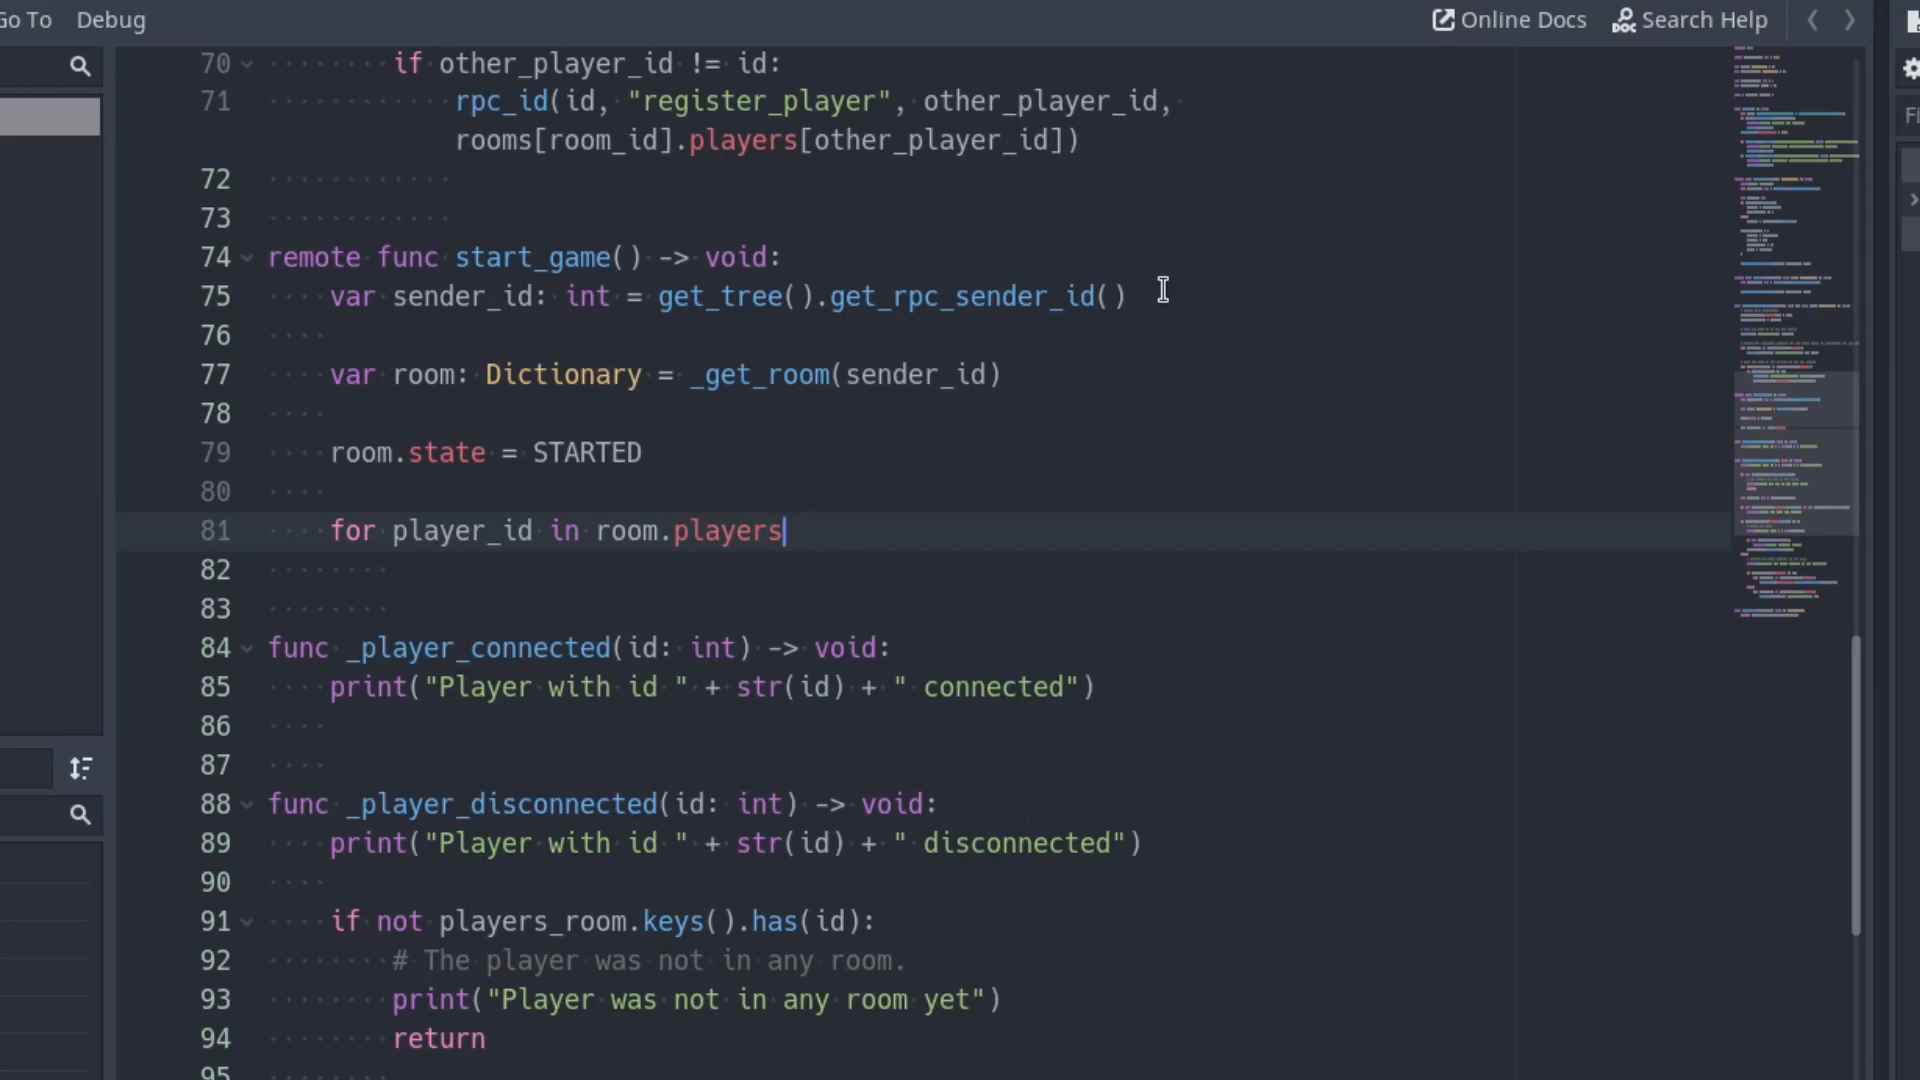 Go To Debug Online Docs Search Help
70 if other_player_id != id:
71 rpc_id(id, "register_player", other_player_id,
rooms[room_id].players[other_player_id])
72
73
74 remote func start_game() -> void:
75 var sender_id: int = get_tree().get_rpc_sender_id()
76
77 var room: Dictionary = _get_room(sender_id)
78
79 room.state = STARTED
80
81 for player_id in room.players
82
83
84 func _player_connected(id: int) -> void:
85 print("Player with id " + str(id) + " connected")
86
87
88 func _player_disconnected(id: int) -> void:
89 print("Player with id " + str(id) + " disconnected")
90
91 if not players_room.keys().has(id):
92 # The player was not in any room.
93 print("Player was not in any room yet")
94 return
95